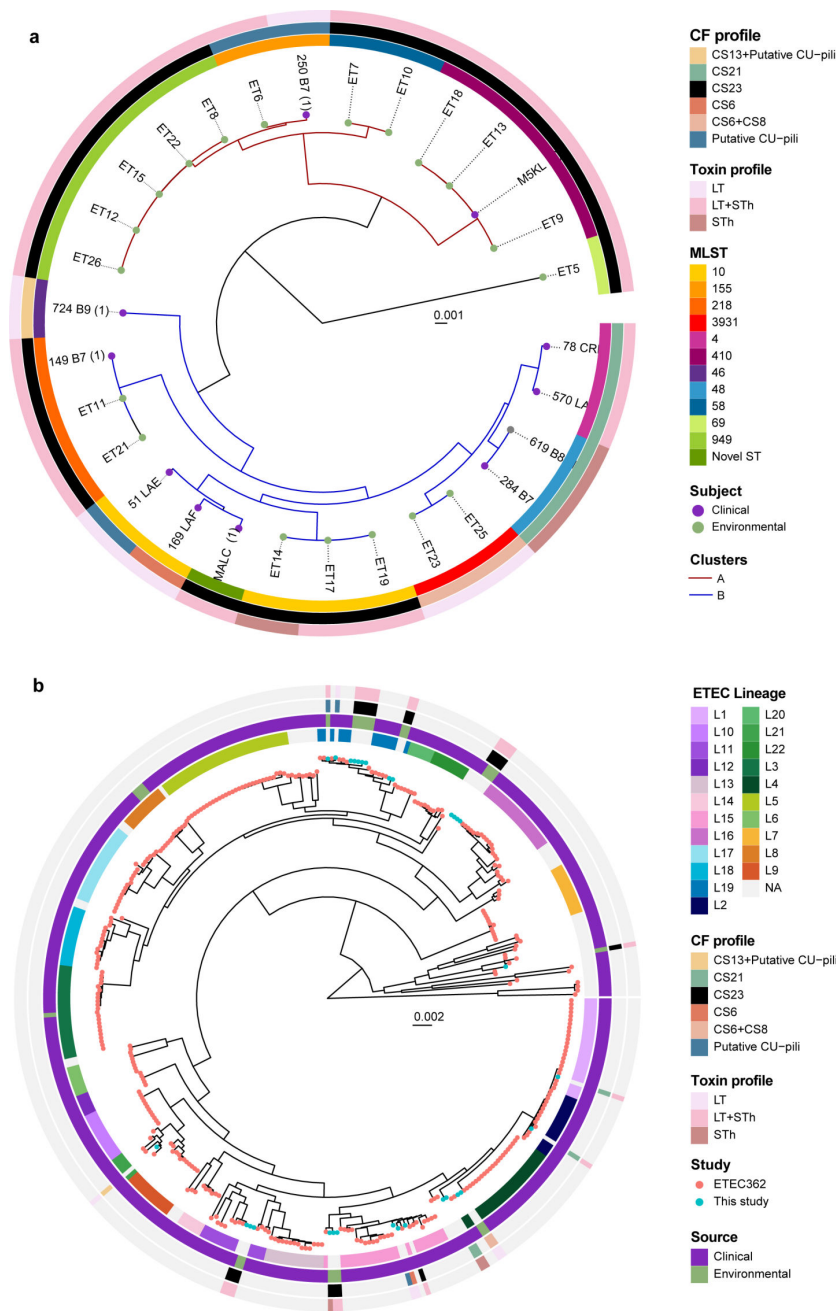 a
250 B7 (1)
ET7
ET10
ET18
ET13
M5KL
ET9
ET5
ET6
ET8
ET22
ET15
ET12
ET26
724 B9 (1)
149 B7 (1)
ET11
ET21
51 LAE
169 LAF
MALC (1)
ET14
ET17
ET19
ET23
ET25
284 B7
619 B8
570 LA
78 CR
0.001
CF profile
CS13+Putative CU−pili
CS21
CS23
CS6
CS6+CS8
Putative CU−pili
Toxin profile
LT
LT+STh
STh
MLST
10
155
218
3931
4
410
46
48
58
69
949
Novel ST
Subject
Clinical
Environmental
Clusters
A
B
b
0.002
ETEC Lineage
L1
L10
L11
L12
L13
L14
L15
L16
L17
L18
L19
L2
L20
L21
L22
L3
L4
L5
L6
L7
L8
L9
NA
CF profile
CS13+Putative CU−pili
CS21
CS23
CS6
CS6+CS8
Putative CU−pili
Toxin profile
LT
LT+STh
STh
Study
ETEC362
This study
Source
Clinical
Environmental